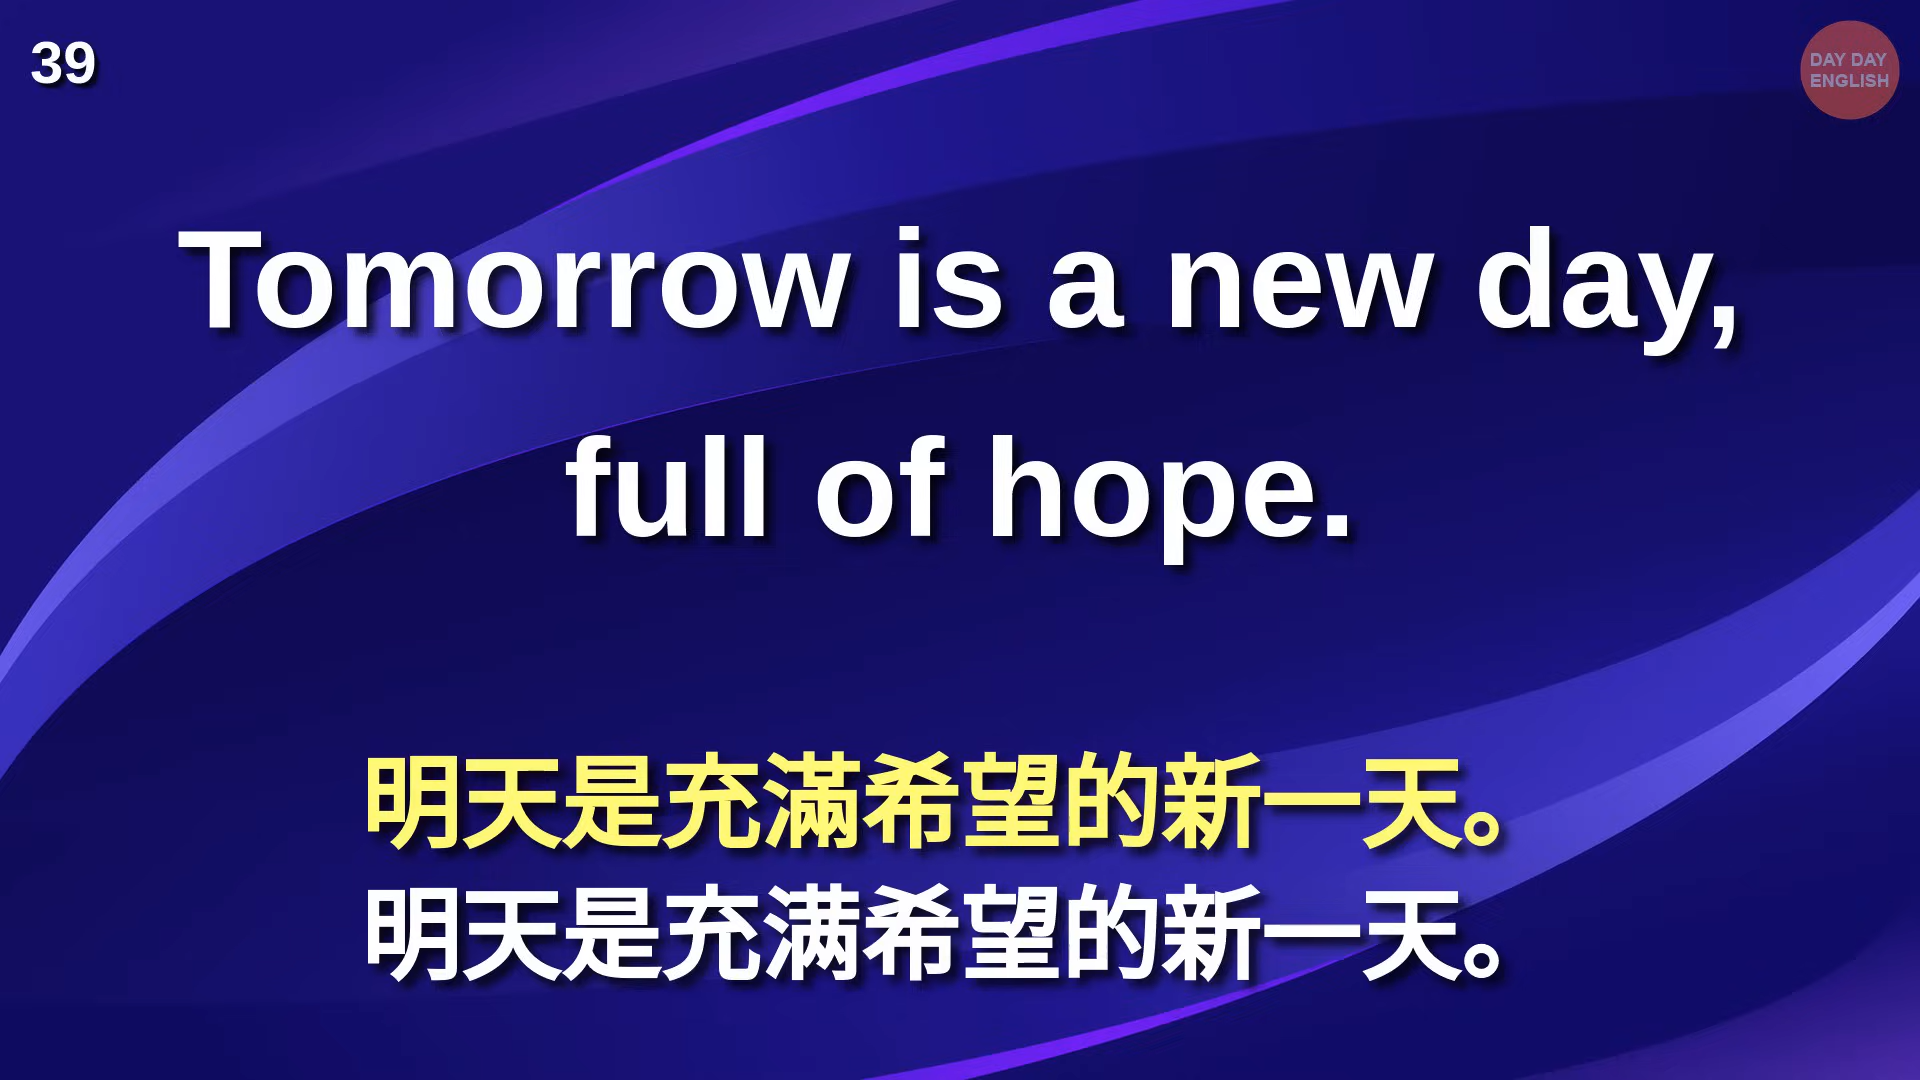 39
DAY DAY
ENGLISH
Tomorrow is a new day,
full of hope.
明天是充滿希望的新一天。
明天是充满希望的新一天。